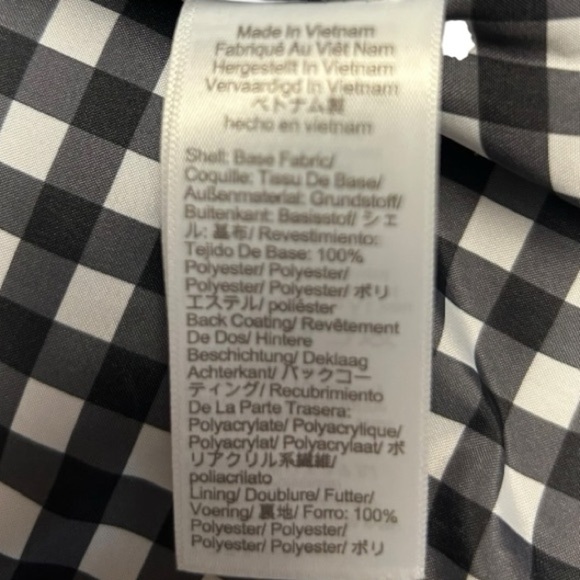 Made In Vietnam
Fabriqué Au Viêt Nam
Hergestellt In Vietnam
Vervaardigd In Vietnam
ベトナム製
hecho en vietnam
Shell: Base Fabric/
Coquille: Tissu De Base/
Außenmaterial: Grundstoff/
Buitenkant: Basisstof/ シェ
ル: 基布/ Revestimiento:
Tejido De Base: 100%
Polyester/ Polyester/
Polyester/ Polyester/ ポリ
エステル/ poliéster
Back Coating/ Revêtement
De Dos/ Hintere
Beschichtung/ Deklaag
Achterkant/ バックコー
ティング/ Recubrimiento
De La Parte Trasera:
Polyacrylate/ Polyacrylique/
Polyacrylat/ Polyacrylaat/ ポ
リアクリル系繊維/
poliacrilato
Lining/ Doublure/ Futter/
Voering/ 裏地/ Forro: 100%
Polyester/ Polyester/
Polyester/ Polyester/ ポリ